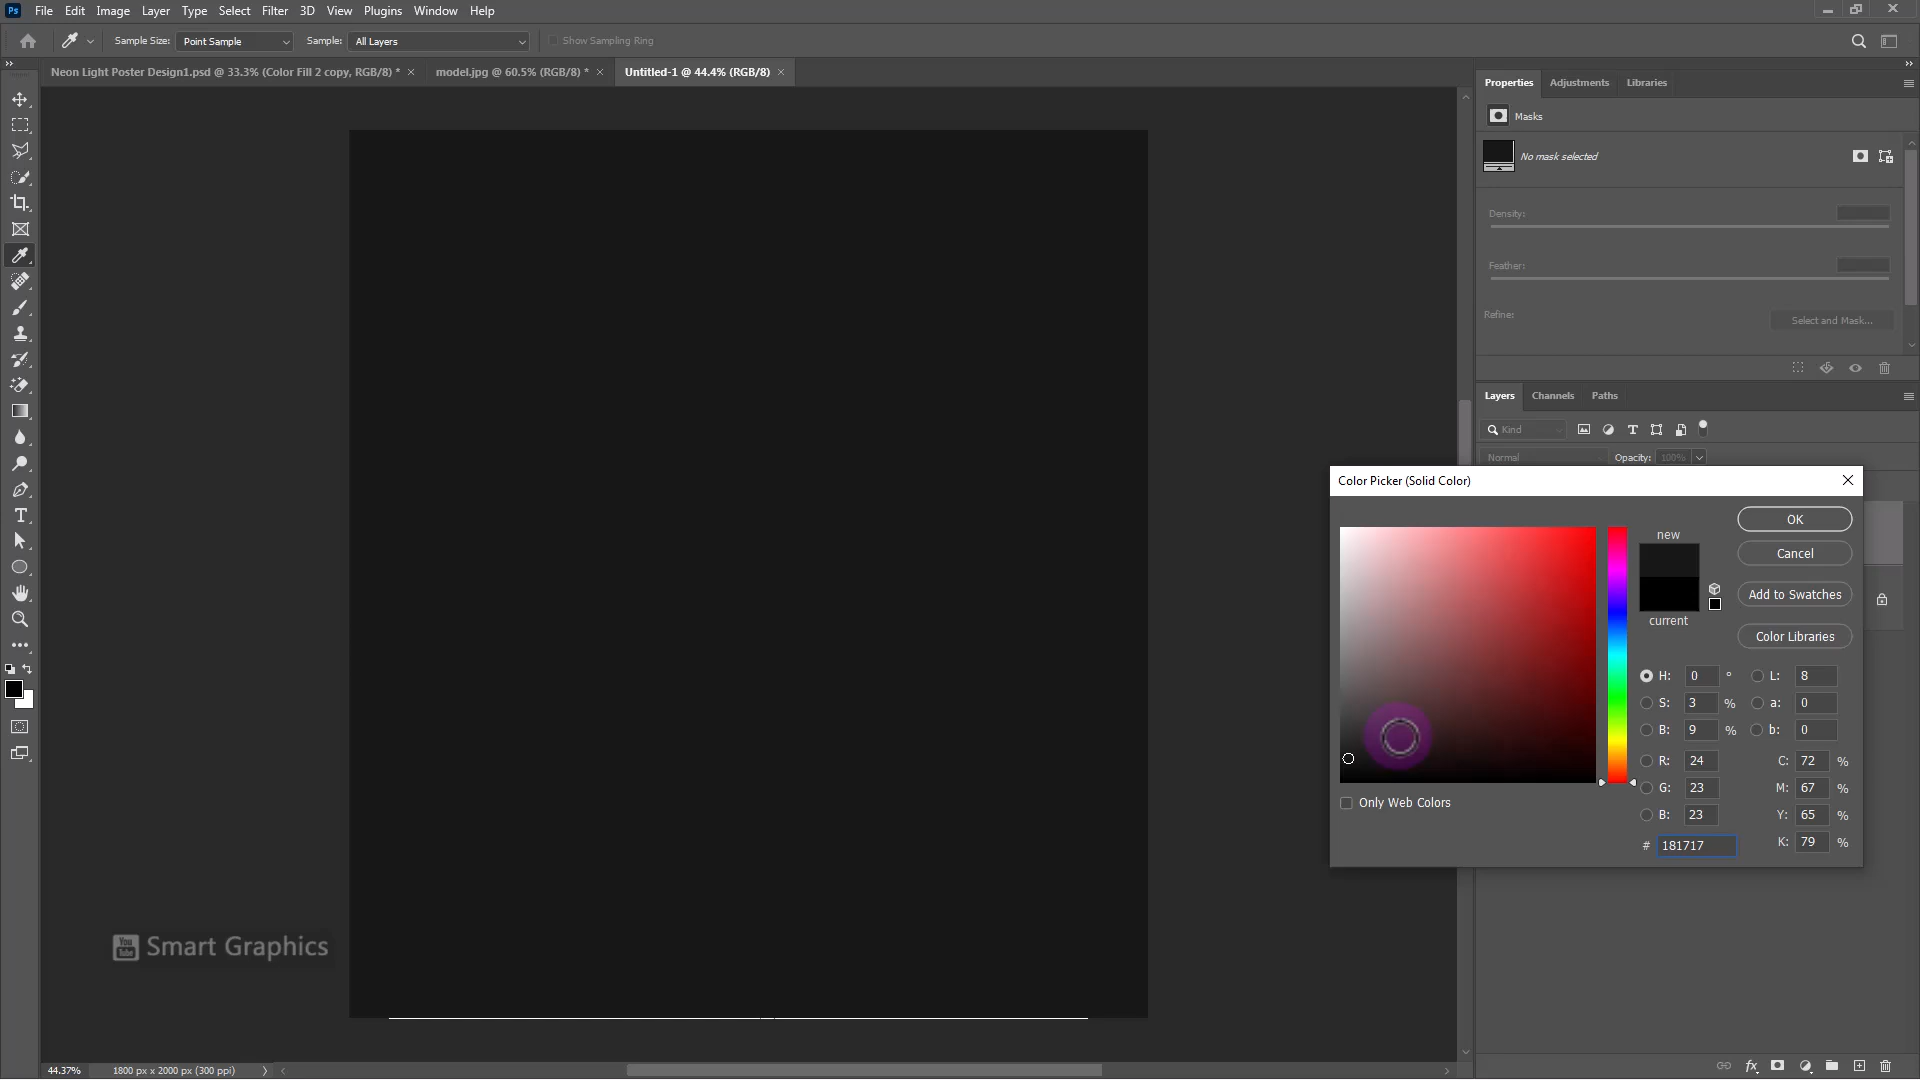 Ps File Edit Image Layer Type Select Filter 3D View Plugins Window Help
Sample Size: Point Sample Sample: All Layers Show Sampling Ring
Neon Light Poster Design1.psd @ 33.3% (Color Fill 2 copy, RGB/8) * model.jpg @ 60.5% (RGB/8) * Untitled-1 @ 44.4% (RGB/8)
Properties Adjustments Libraries
Masks
No mask selected
Density:
Feather:
Refine:
Select and Mask...
Layers Channels Paths
Kind
Normal Opacity: 100%
Color Picker (Solid Color)
OK
new
Cancel
Add to Swatches
current
Color Libraries
H: 0 ° L: 8
S: 3 % a: 0
B: 9 % b: 0
R: 24 C: 72 %
G: 23 M: 67 %
B: 23 Y: 65 %
# 181717 K: 79 %
Only Web Colors
You Tube Smart Graphics
44.37% 1800 px x 2000 px (300 ppi)
fx